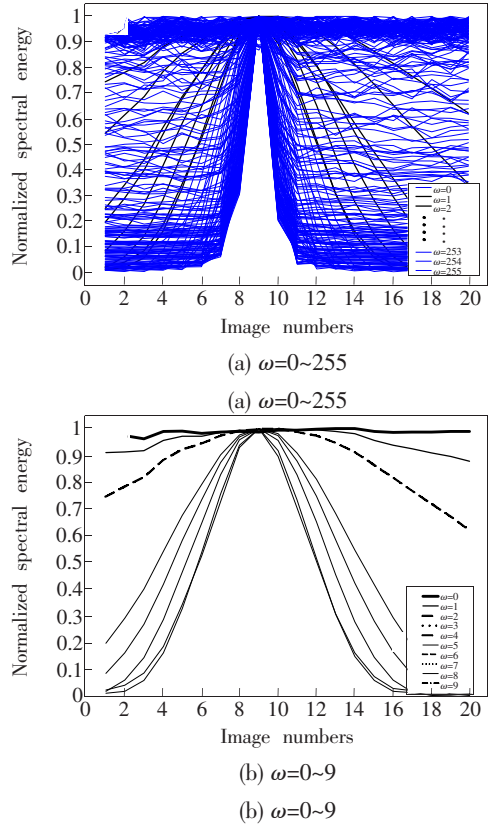 1
0.9
0.8
0.7
0.6
0.5
0.4
0.3
0.2
0.1
0
Normalized spectral energy
ω=0
ω=1
ω=2
ω=253
ω=254
ω=255
0 2 4 6 8 10 12 14 16 18 20
Image numbers
(a) ω=0~255
(a) ω=0~255
1
0.9
0.8
0.7
0.6
0.5
0.4
0.3
0.2
0.1
0
Normalized spectral energy
ω=0
ω=1
ω=2
ω=3
ω=4
ω=5
ω=6
ω=7
ω=8
ω=9
0 2 4 6 8 10 12 14 16 18 20
Image numbers
(b) ω=0~9
(b) ω=0~9